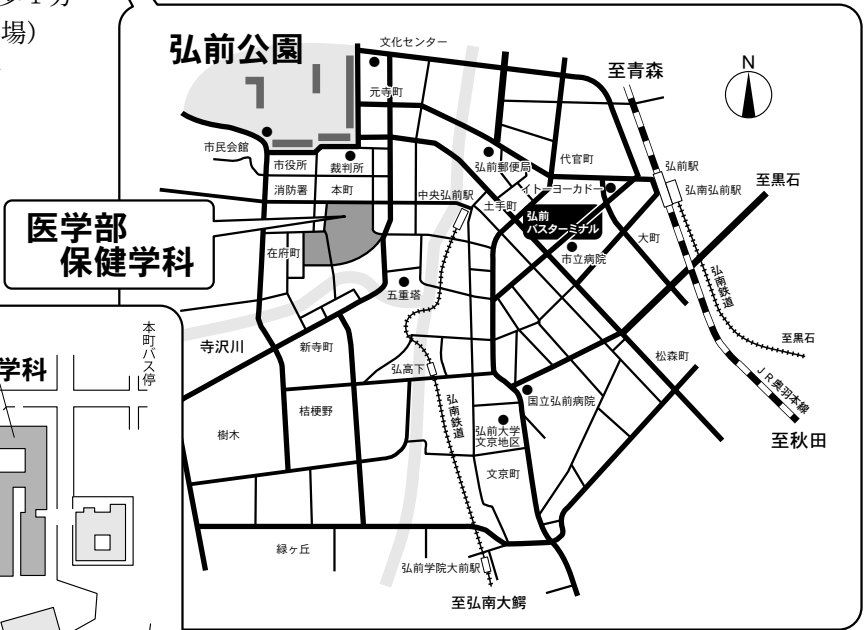 歩1分
場）
弘前公園
文化センター
至青森
N
元寺町
市民会館
市役所
裁判所
弘前郵便局
代官町
弘前駅
消防署
本町
中央弘前駅
土手町
イトーヨーカドー
弘南弘前駅
至黒石
弘前
バスターミナル
医学部
保健学科
在府町
市立病院
大町
五重塔
弘南鉄道
至黒石
本町バス停
寺沢川
新寺町
松森町
学科
弘高下
JR奥羽本線
弘南鉄道
国立弘前病院
桔梗野
樹木
弘前大学
文京地区
至秋田
文京町
緑ヶ丘
弘前学院大前駅
至弘南大鰐